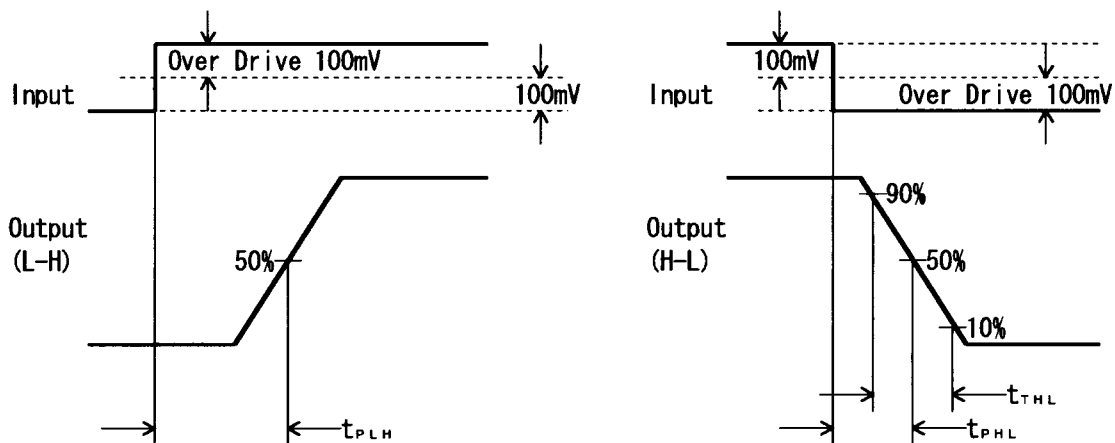 Over Drive 100mV
Input
100mV
Output
(L-H)
50%
tPLH
100mV
Input
Over Drive 100mV
Output
(H-L)
90%
50%
10%
tTHL
tPHL